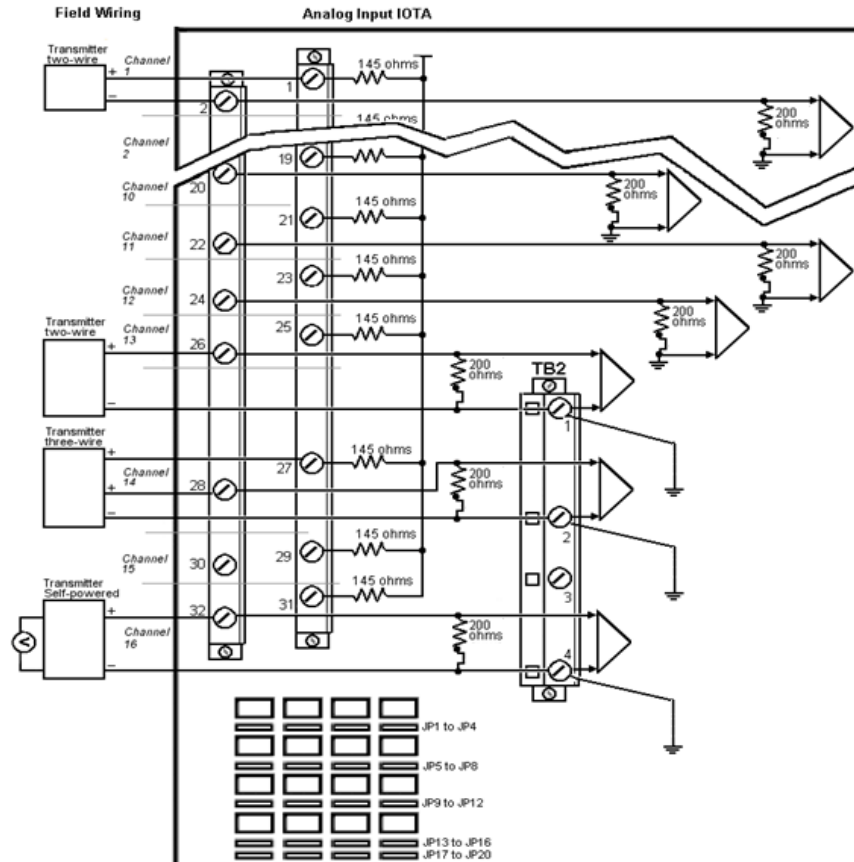 Field Wiring
Analog Input IOTA
Transmitter
two-wire
+
Channel
1
−
1
145 ohms
2
200
ohms
145 ohms
Channel
2
19
20
Channel
10
200
ohms
21
145 ohms
Channel
11
22
200
ohms
23
145 ohms
Channel
12
24
200
ohms
25
145 ohms
Transmitter
two-wire
Channel
13
+
26
200
ohms
TB2
−
1
Transmitter
three-wire
+
27
145 ohms
Channel
14
+
28
200
ohms
−
2
29
145 ohms
Channel
15
30
3
Transmitter
Self-powered
31
145 ohms
+
32
V
Channel
16
200
ohms
−
4
JP1 to JP4
JP5 to JP8
JP9 to JP12
JP13 to JP16
JP17 to JP20